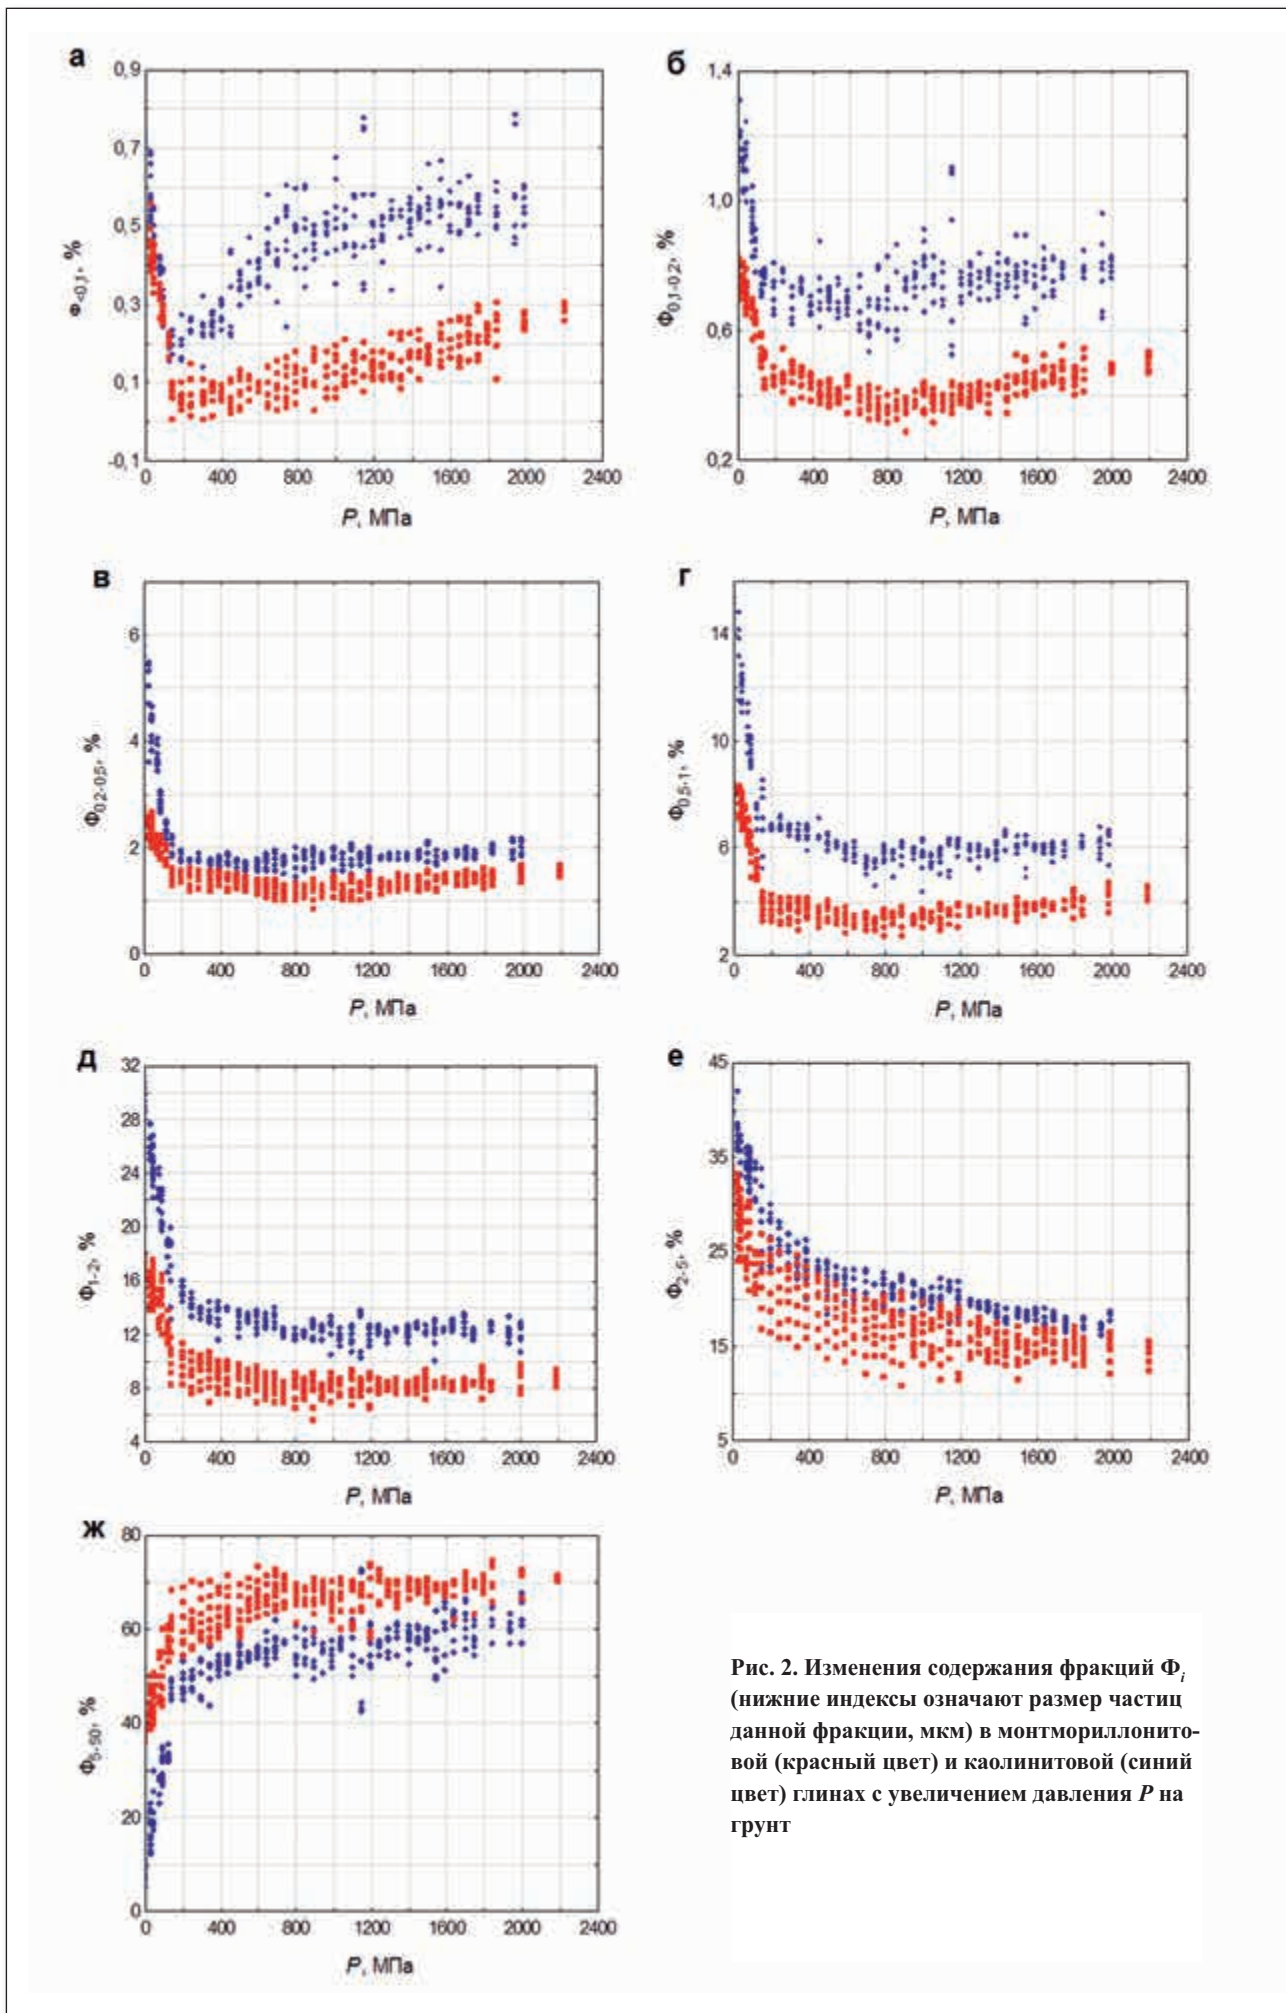 а
0,9
0,7
0,5
0,3
0,1
-0,1
Ф<0,1, %
0 400 800 1200 1600 2000 2400
P, МПа
б
1,4
1,0
0,6
0,2
Ф0,1-0,2, %
0 400 800 1200 1600 2000 2400
P, МПа
в
6
4
2
0
Ф0,2-0,5, %
0 400 800 1200 1600 2000 2400
P, МПа
г
14
10
6
2
Ф0,5-1, %
0 400 800 1200 1600 2000 2400
P, МПа
д
32
28
24
20
16
12
8
4
Ф1-2, %
0 400 800 1200 1600 2000 2400
P, МПа
е
45
35
25
15
5
Ф2-5, %
0 400 800 1200 1600 2000 2400
P, МПа
ж
80
60
40
20
0
Ф5-50, %
0 400 800 1200 1600 2000 2400
P, МПа
Рис. 2. Изменения содержания фракций Фi
(нижние индексы означают размер частиц
данной фракции, мкм) в монтмориллонито-
вой (красный цвет) и каолинитовой (синий
цвет) глинах с увеличением давления P на
грунт